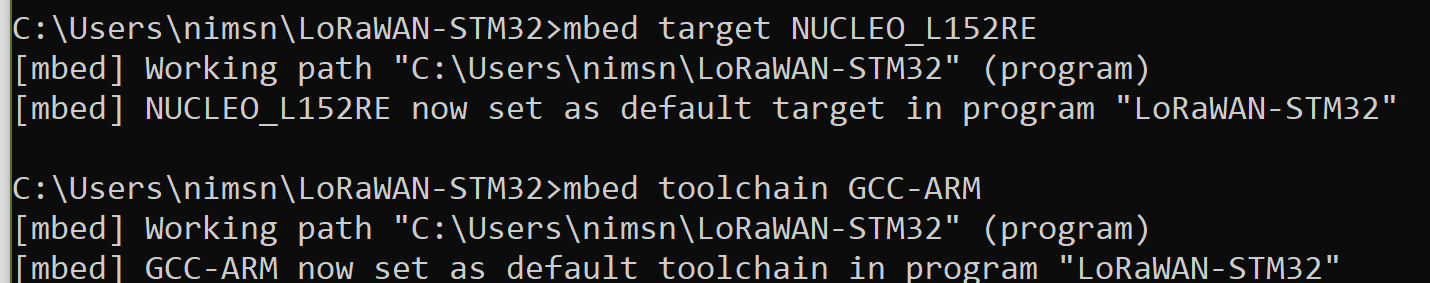 C:\Users\nimsn\LoRaWAN-STM32>mbed target NUCLEO_L152RE
[mbed] Working path "C:\Users\nimsn\LoRaWAN-STM32" (program)
[mbed] NUCLEO_L152RE now set as default target in program "LoRaWAN-STM32"
C:\Users\nimsn\LoRaWAN-STM32>mbed toolchain GCC-ARM
[mbed] Working path "C:\Users\nimsn\LoRaWAN-STM32" (program)
[mbed] GCC-ARM now set as default toolchain in program "LoRaWAN-STM32"